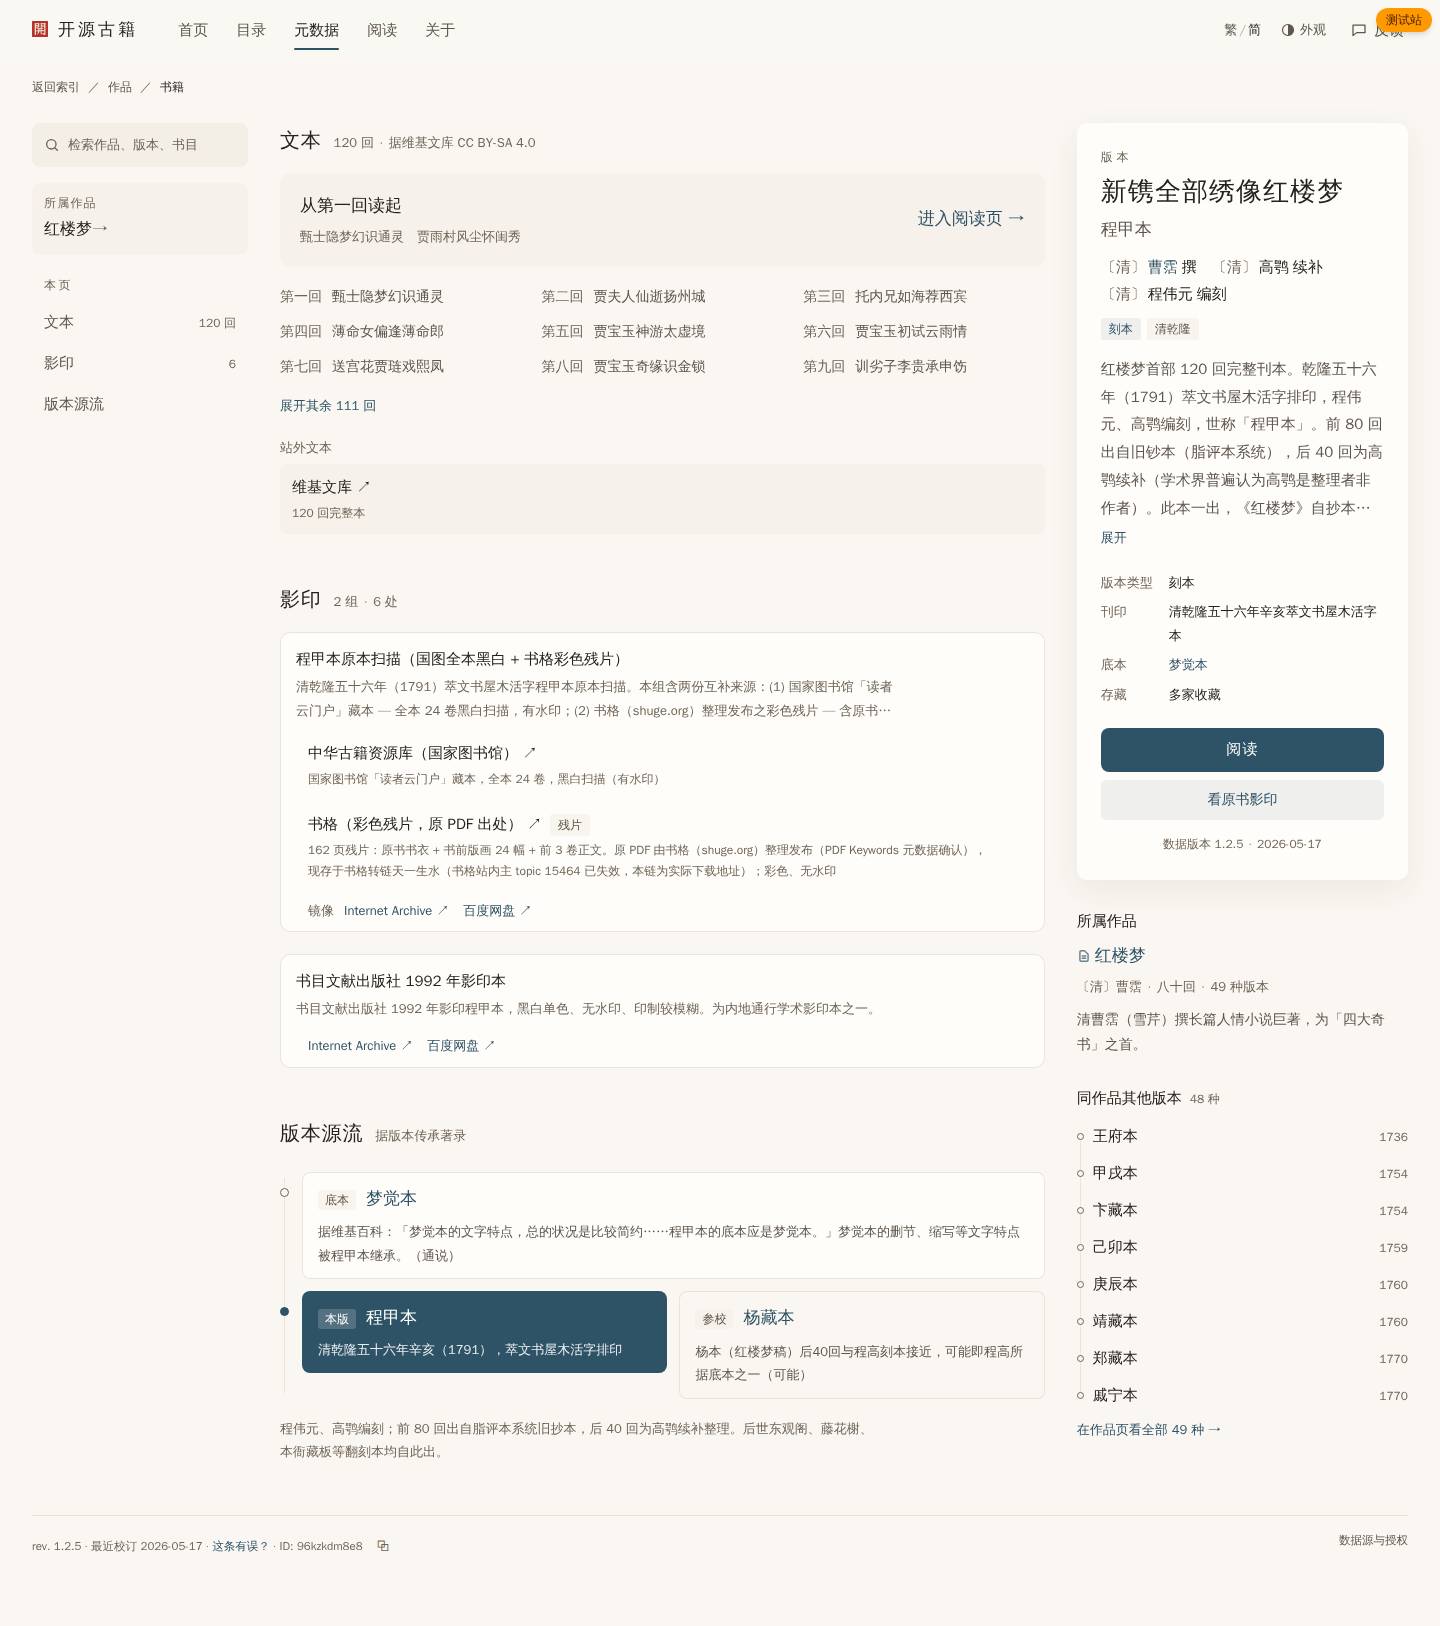 開 开源古籍 首页 目录 元数据 阅读 关于 繁 / 简 外观 测试站
返回索引 ／ 作品 ／ 书籍
检索作品、版本、书目
所属作品
红楼梦→
本页
文本 120 回
影印 6
版本源流
文本 120 回 · 据维基文库 CC BY-SA 4.0
从第一回读起
甄士隐梦幻识通灵 贾雨村风尘怀闺秀
进入阅读页 →
第一回 甄士隐梦幻识通灵 第二回 贾夫人仙逝扬州城 第三回 托内兄如海荐西宾
第四回 薄命女偏逢薄命郎 第五回 贾宝玉神游太虚境 第六回 贾宝玉初试云雨情
第七回 送宫花贾琏戏熙凤 第八回 贾宝玉奇缘识金锁 第九回 训劣子李贵承申饬
展开其余 111 回
站外文本
维基文库 ↗
120 回完整本
影印 2 组 · 6 处
程甲本原本扫描（国图全本黑白 + 书格彩色残片）
清乾隆五十六年（1791）萃文书屋木活字程甲本原本扫描。本组含两份互补来源：(1) 国家图书馆「读者
云门户」藏本 — 全本 24 卷黑白扫描，有水印；(2) 书格（shuge.org）整理发布之彩色残片 — 含原书…
中华古籍资源库（国家图书馆） ↗
国家图书馆「读者云门户」藏本，全本 24 卷，黑白扫描（有水印）
书格（彩色残片，原 PDF 出处） ↗ 残片
162 页残片：原书书衣 + 书前版画 24 幅 + 前 3 卷正文。原 PDF 由书格（shuge.org）整理发布（PDF Keywords 元数据确认），
现存于书格转链天一生水（书格站内主 topic 15464 已失效，本链为实际下载地址）；彩色、无水印
镜像 Internet Archive ↗ 百度网盘 ↗
书目文献出版社 1992 年影印本
书目文献出版社 1992 年影印程甲本，黑白单色、无水印、印制较模糊。为内地通行学术影印本之一。
Internet Archive ↗ 百度网盘 ↗
版本源流 据版本传承著录
底本 梦觉本
据维基百科：「梦觉本的文字特点，总的状况是比较简约……程甲本的底本应是梦觉本。」梦觉本的删节、缩写等文字特点
被程甲本继承。（通说）
本版 程甲本
清乾隆五十六年辛亥（1791），萃文书屋木活字排印
参校 杨藏本
杨本（红楼梦稿）后40回与程高刻本接近，可能即程高所
据底本之一（可能）
程伟元、高鹗编刻；前 80 回出自脂评本系统旧抄本，后 40 回为高鹗续补整理。后世东观阁、藤花榭、
本衙藏板等翻刻本均自此出。
版本
新镌全部绣像红楼梦
程甲本
〔清〕曹霑 撰 〔清〕高鹗 续补
〔清〕程伟元 编刻
刻本 清乾隆
红楼梦首部 120 回完整刊本。乾隆五十六
年（1791）萃文书屋木活字排印，程伟
元、高鹗编刻，世称「程甲本」。前 80 回
出自旧钞本（脂评本系统），后 40 回为高
鹗续补（学术界普遍认为高鹗是整理者非
作者）。此本一出，《红楼梦》自抄本…
展开
版本类型 刻本
刊印 清乾隆五十六年辛亥萃文书屋木活字
本
底本 梦觉本
存藏 多家收藏
阅读
看原书影印
数据版本 1.2.5 · 2026-05-17
所属作品
红楼梦
〔清〕曹霑 · 八十回 · 49 种版本
清曹霑（雪芹）撰长篇人情小说巨著，为「四大奇
书」之首。
同作品其他版本 48 种
王府本 1736
甲戌本 1754
卞藏本 1754
己卯本 1759
庚辰本 1760
靖藏本 1760
郑藏本 1770
戚宁本 1770
在作品页看全部 49 种 →
rev. 1.2.5 · 最近校订 2026-05-17 · 这条有误？ · ID: 96kzkdm8e8
数据源与授权